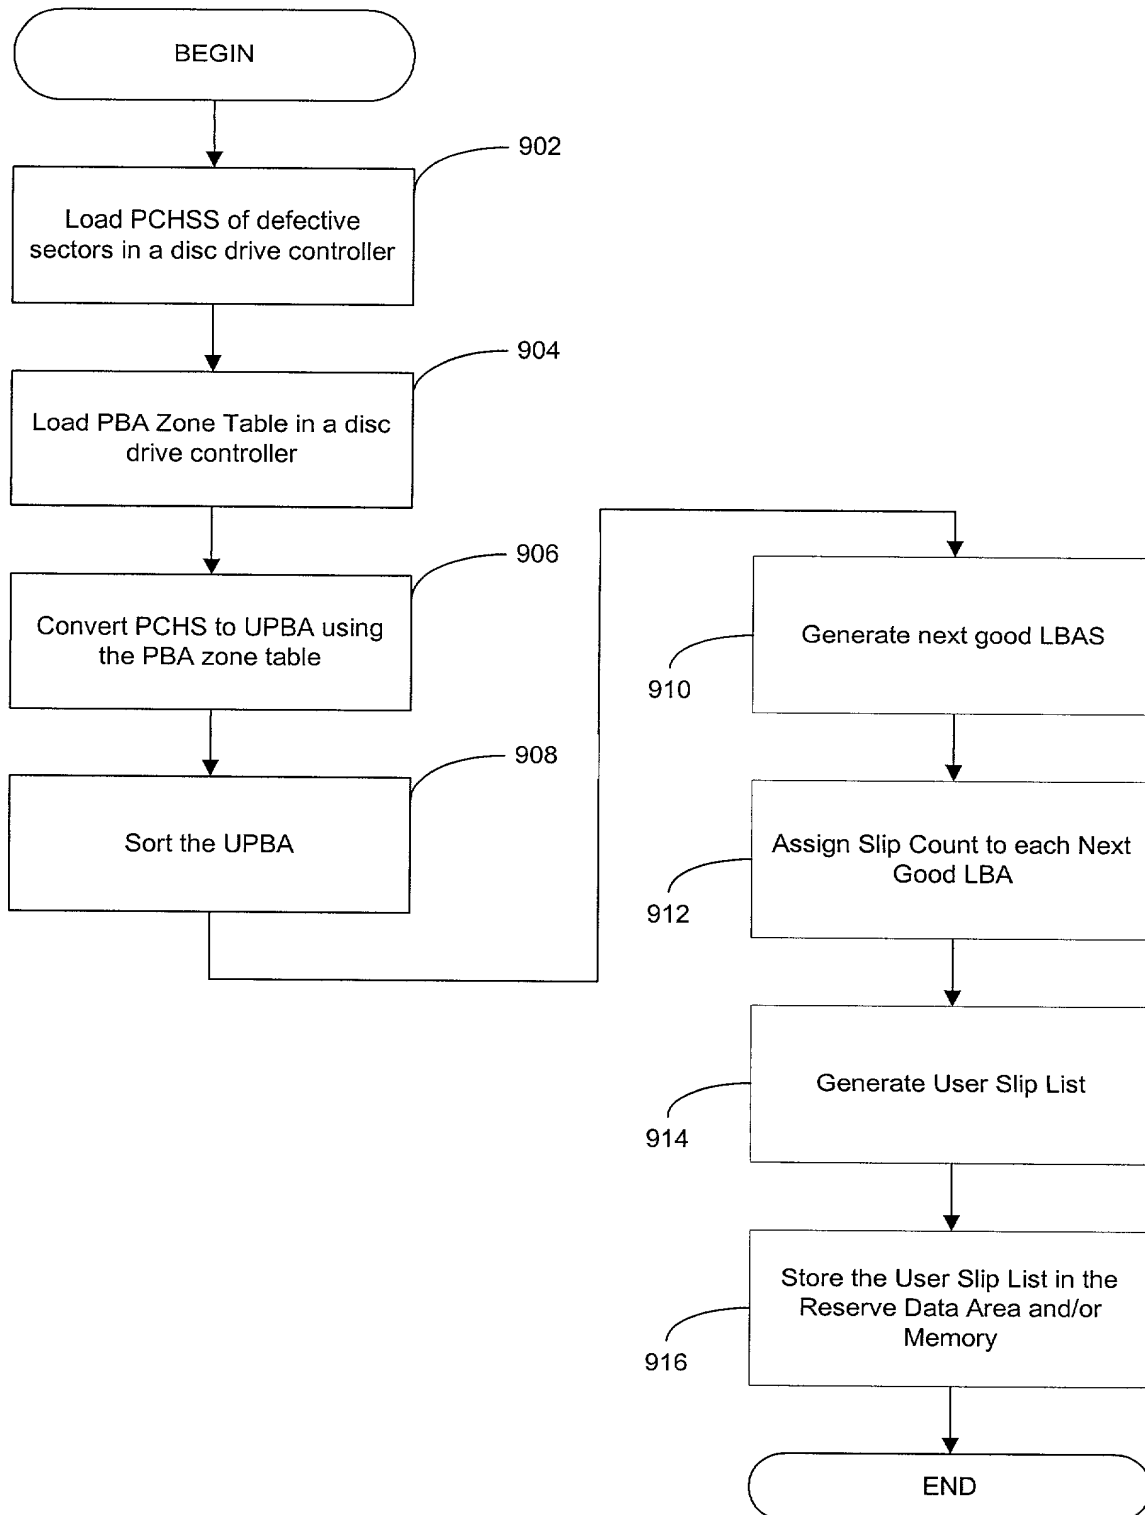 BEGIN
902
Load PCHSS of defective
sectors in a disc drive controller
904
Load PBA Zone Table in a disc
drive controller
906
Convert PCHS to UPBA using
the PBA zone table
908
Sort the UPBA
Generate next good LBAS
910
Assign Slip Count to each Next
Good LBA
912
Generate User Slip List
914
Store the User Slip List in the
Reserve Data Area and/or
Memory
916
END